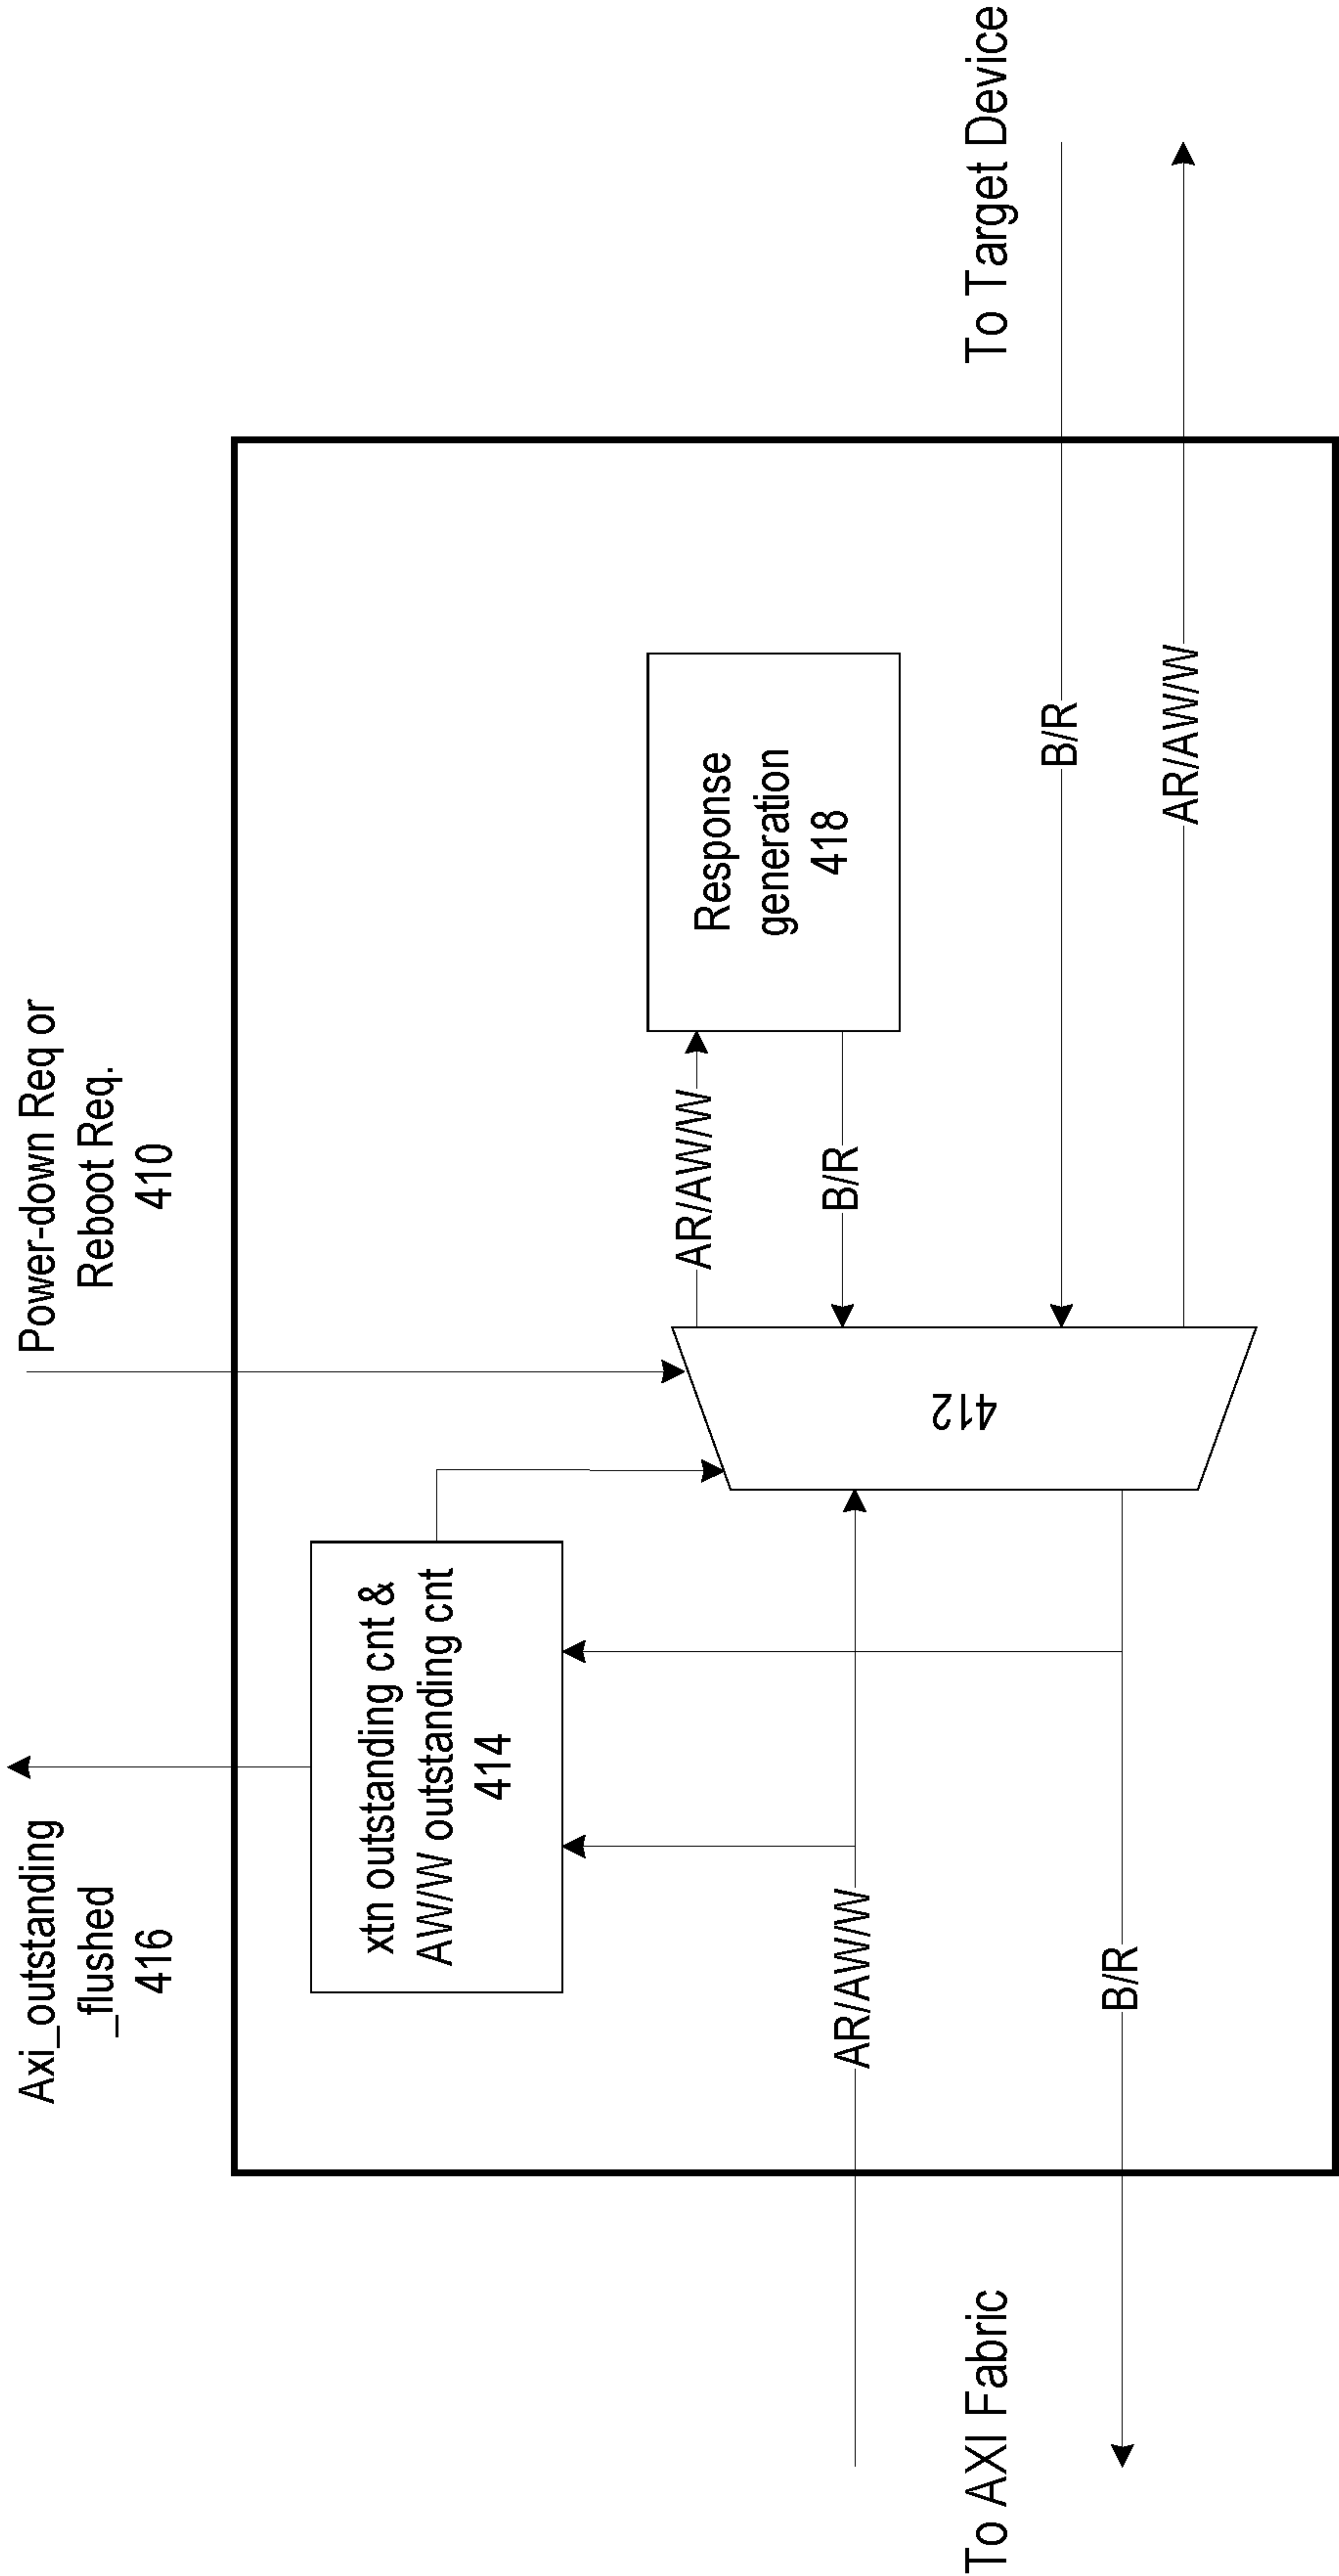 Axi_outstanding
_flushed
416
Power-down Req or
Reboot Req.
410
xtn outstanding cnt &
AW/W outstanding cnt
414
Response
generation
418
AR/AW/W
B/R
412
AR/AW/W
B/R
B/R
AR/AW/W
To AXI Fabric
To Target Device